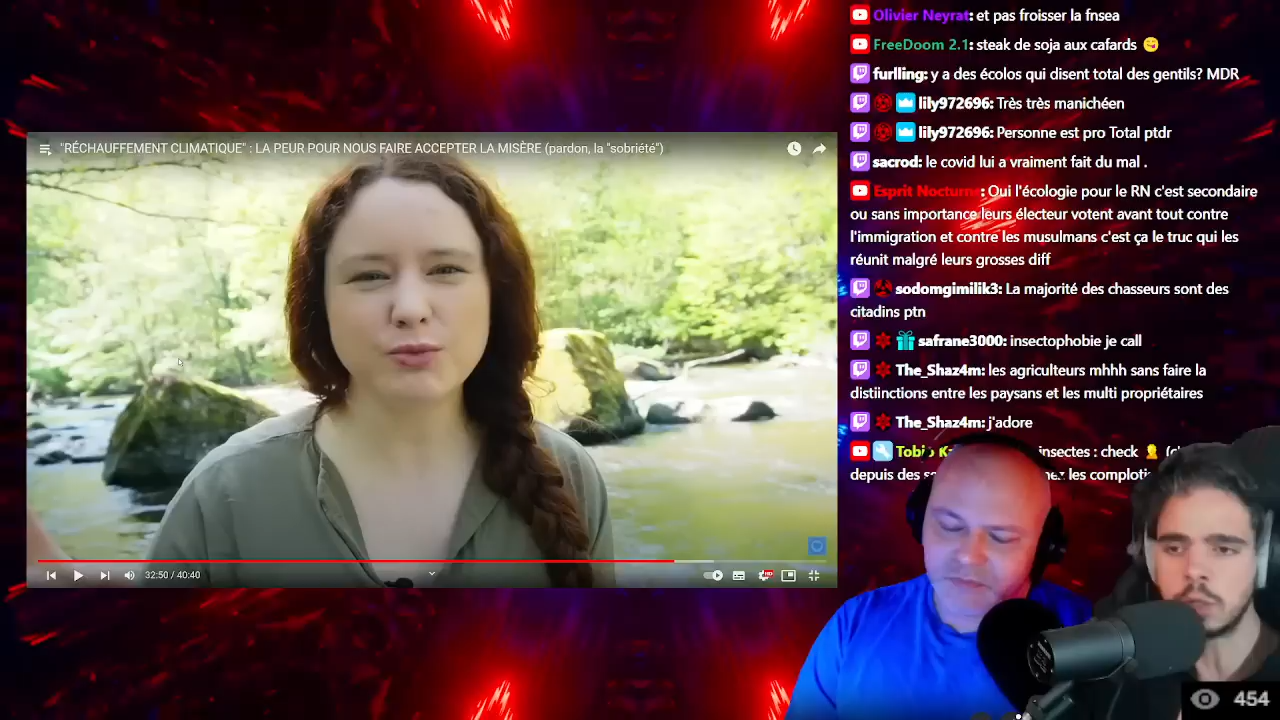 "RÉCHAUFFEMENT CLIMATIQUE" : LA PEUR POUR NOUS FAIRE ACCEPTER LA MISÈRE (pardon, la "sobriété")
32:50 / 40:40
HD
Olivier Neyrat: et pas froisser la fnsea
FreeDoom 2.1: steak de soja aux cafards 😋
furlling: y a des écolos qui disent total des gentils? MDR
lily972696: Très très manichéen
lily972696: Personne est pro Total ptdr
sacrod: le covid lui a vraiment fait du mal .
Esprit Nocturne: Oui l'écologie pour le RN c'est secondaire
ou sans importance leurs électeur votent avant tout contre
l'immigration et contre les musulmans c'est ça le truc qui les
réunit malgré leurs grosses diff
sodomgimilik3: La majorité des chasseurs sont des
citadins ptn
safrane3000: insectophobie je call
The_Shaz4m: les agriculteurs mhhh sans faire la
distiinctions entre les paysans et les multi propriétaires
The_Shaz4m: j'adore
insectes : check
depuis des les
454